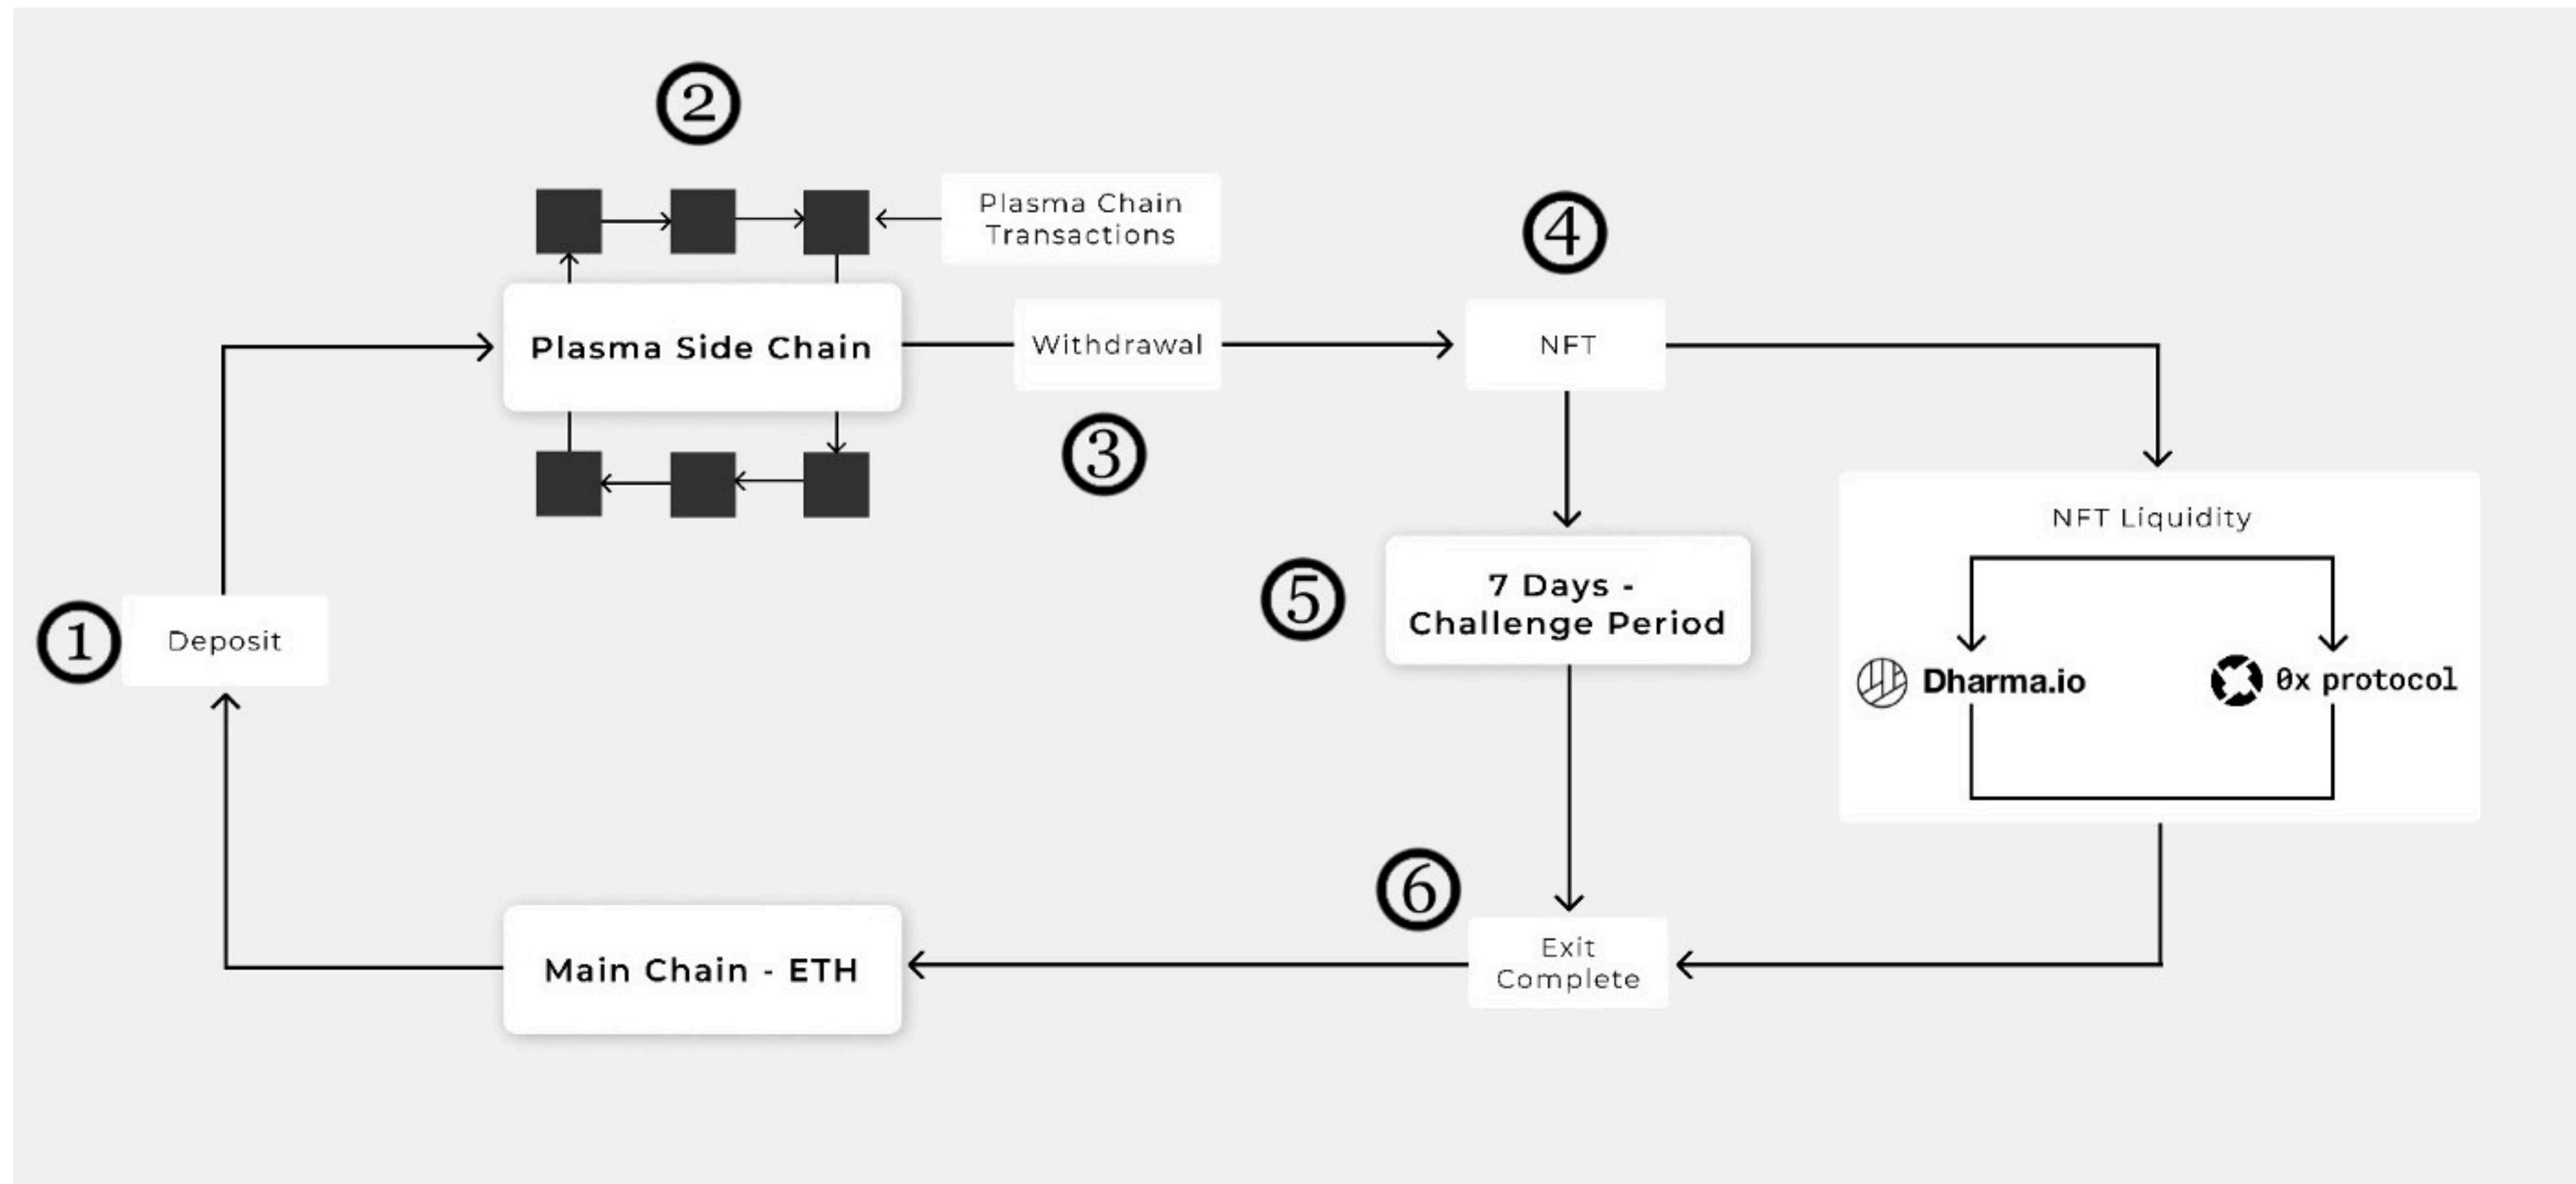 2
Plasma Chain
Transactions
4
Plasma Side Chain
Withdrawal
NFT
3
NFT Liquidity
1
Deposit
5
7 Days -
Challenge Period
Dharma.io
0x protocol
6
Main Chain - ETH
Exit
Complete